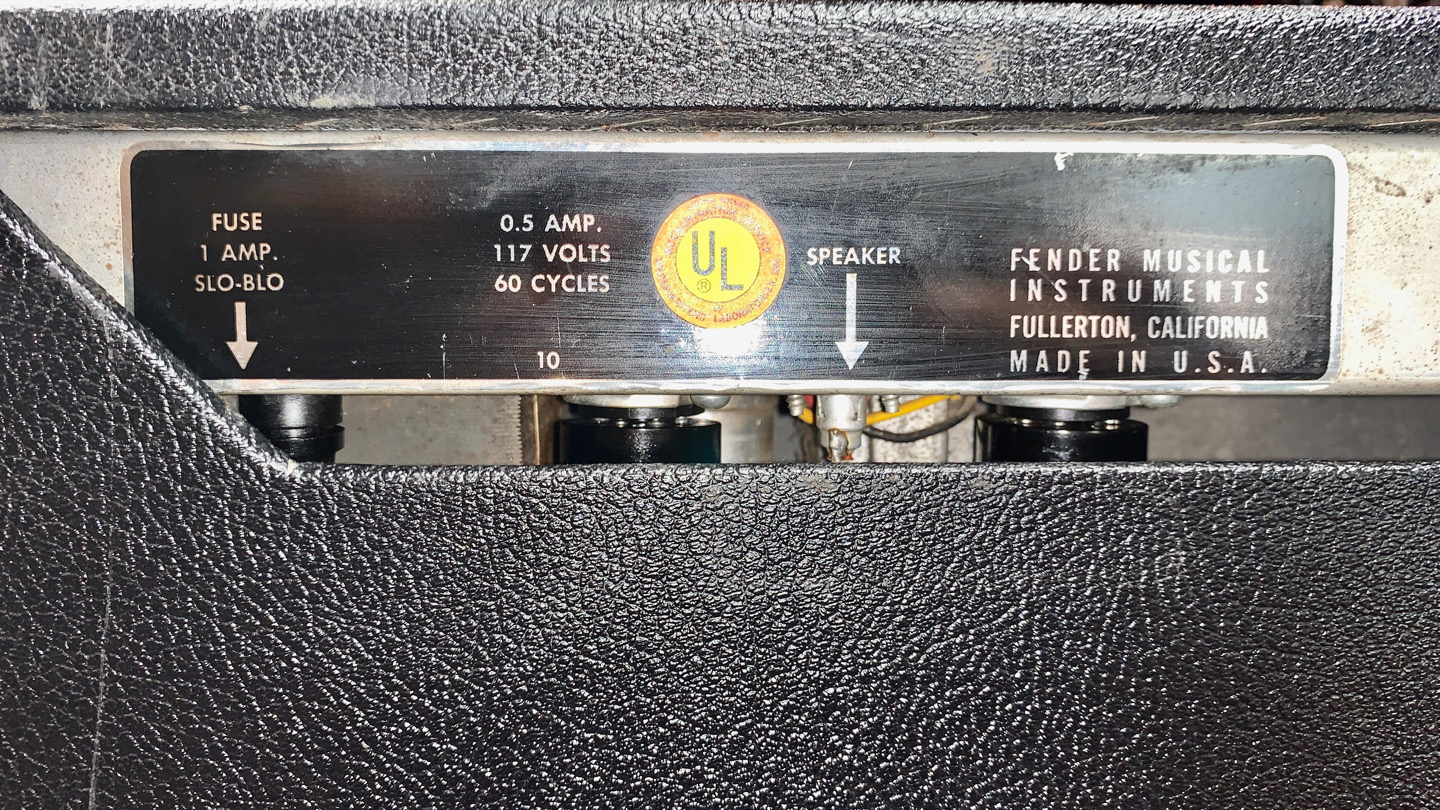 FUSE
1 AMP.
SLO-BLO
0.5 AMP.
117 VOLTS
60 CYCLES
10
UL
®
SPEAKER
FENDER MUSICAL
INSTRUMENTS
FULLERTON, CALIFORNIA
MADE IN U.S.A.